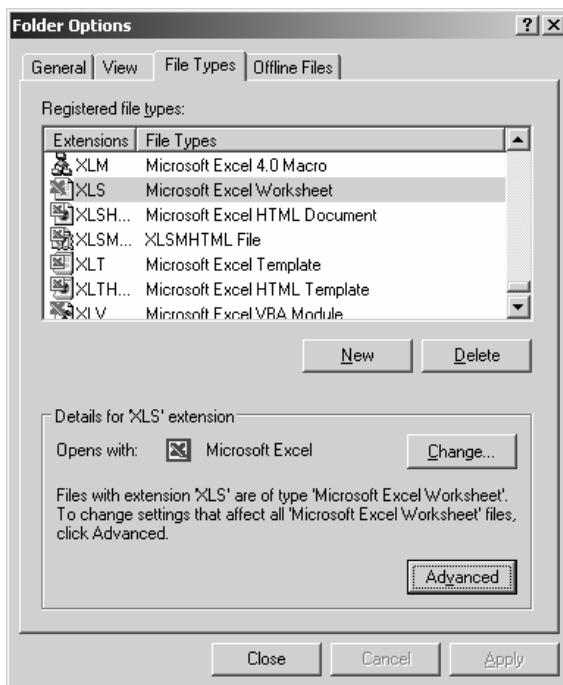 Folder Options
General View File Types Offline Files
Registered file types:
Extensions File Types
XLM Microsoft Excel 4.0 Macro
XLS Microsoft Excel Worksheet
XLSH... Microsoft Excel HTML Document
XLSM... XLSMHTML File
XLT Microsoft Excel Template
XLTH... Microsoft Excel HTML Template
XLV Microsoft Excel VBA Module
New Delete
Details for 'XLS' extension
Opens with: Microsoft Excel Change...
Files with extension 'XLS' are of type 'Microsoft Excel Worksheet'.
To change settings that affect all 'Microsoft Excel Worksheet' files,
click Advanced.
Advanced
Close Cancel Apply